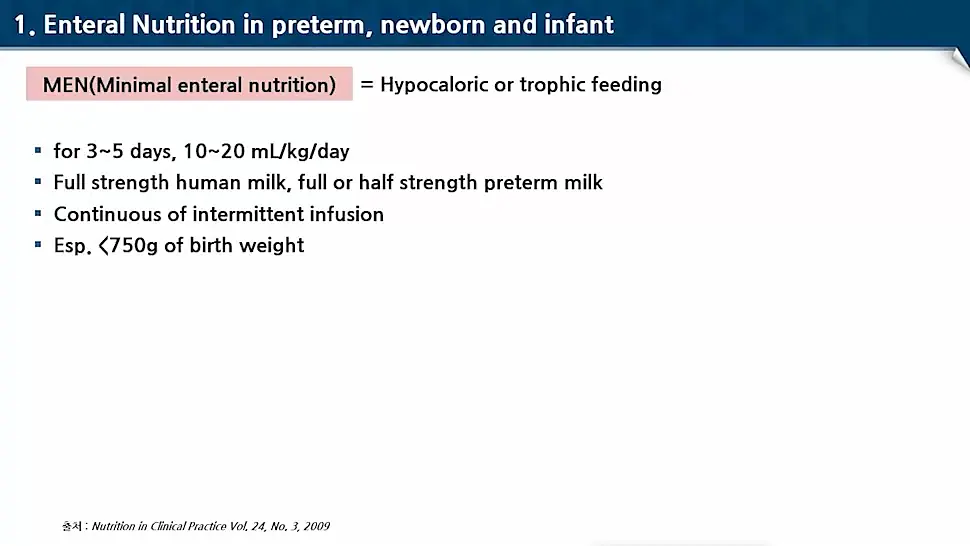 1. Enteral Nutrition in preterm, newborn and infant
MEN(Minimal enteral nutrition) = Hypocaloric or trophic feeding
▪ for 3~5 days, 10~20 mL/kg/day
▪ Full strength human milk, full or half strength preterm milk
▪ Continuous of intermittent infusion
▪ Esp. <750g of birth weight
출처 : Nutrition in Clinical Practice Vol. 24, No. 3, 2009